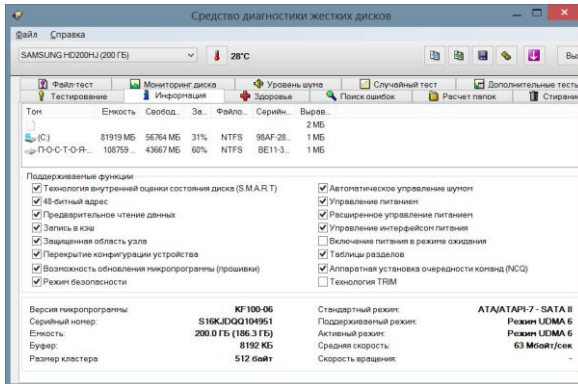 Средство диагностики жестких дисков
Файл Справка
SAMSUNG HD200HJ (200 ГБ) 28°C Вы
Файл-тест Мониторинг диска Уровень шума Случайный тест Дополнительные тесты
Тестирование Информация Здоровье Поиск ошибок Расчет папок Стирани
Том Емкость Свобод... За... Файло... Серийн... Вырав...
2 МБ
(C:) 81919 МБ 56764 МБ 31% NTFS 98AF-28... 1 МБ
П-О-С-Т-О-Я-... 108759 ... 43667 МБ 60% NTFS BE11-3... 1 МБ
Поддерживаемые функции
Технология внутренней оценки состояния диска (S.M.A.R.T) Автоматическое управление шумом
48-битный адрес Управление питанием
Предварительное чтение данных Расширенное управление питанием
Запись в кэш Управление интерфейсом питания
Защищенная область узла Включение питания в режиме ожидания
Перекрытие конфигурации устройства Таблицы разделов
Возможность обновления микропрограммы (прошивки) Аппаратная установка очередности команд (NCQ)
Режим безопасности Технология TRIM
Версия микропрограммы: KF100-06 Стандартный режим: ATA/ATAPI-7 - SATA II
Серийный номер: S16KJDQQ104951 Поддерживаемый режим: Режим UDMA 6
Емкость: 200.0 ГБ (186.3 ГБ) Активный режим: Режим UDMA 6
Буфер: 8192 КБ Средняя скорость: 63 Мбайт/сек
Размер кластера 512 байт Скорость вращения: -